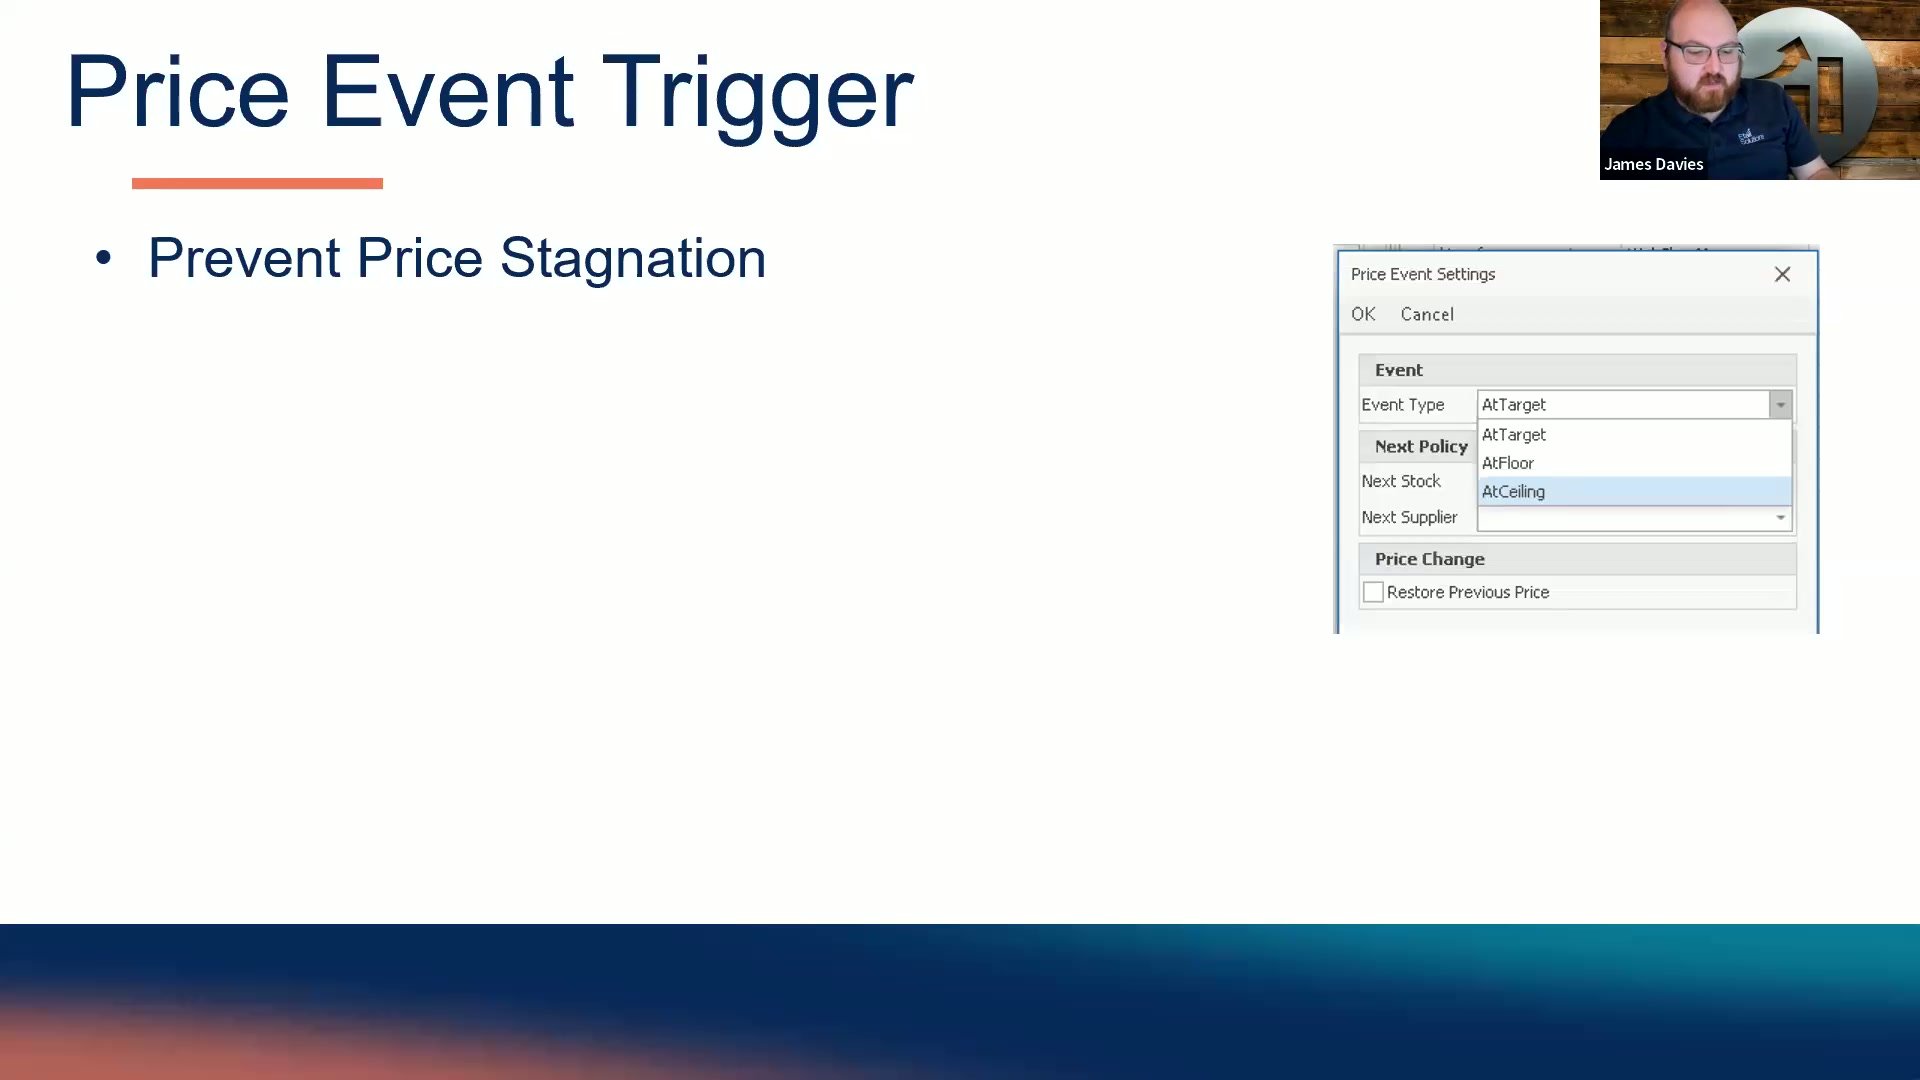 Price Event Trigger
James Davies
• Prevent Price Stagnation
Price Event Settings
OK Cancel
Event
Event Type AtTarget
AtTarget
Next Policy
AtFloor
Next Stock
AtCeiling
Next Supplier
Price Change
Restore Previous Price